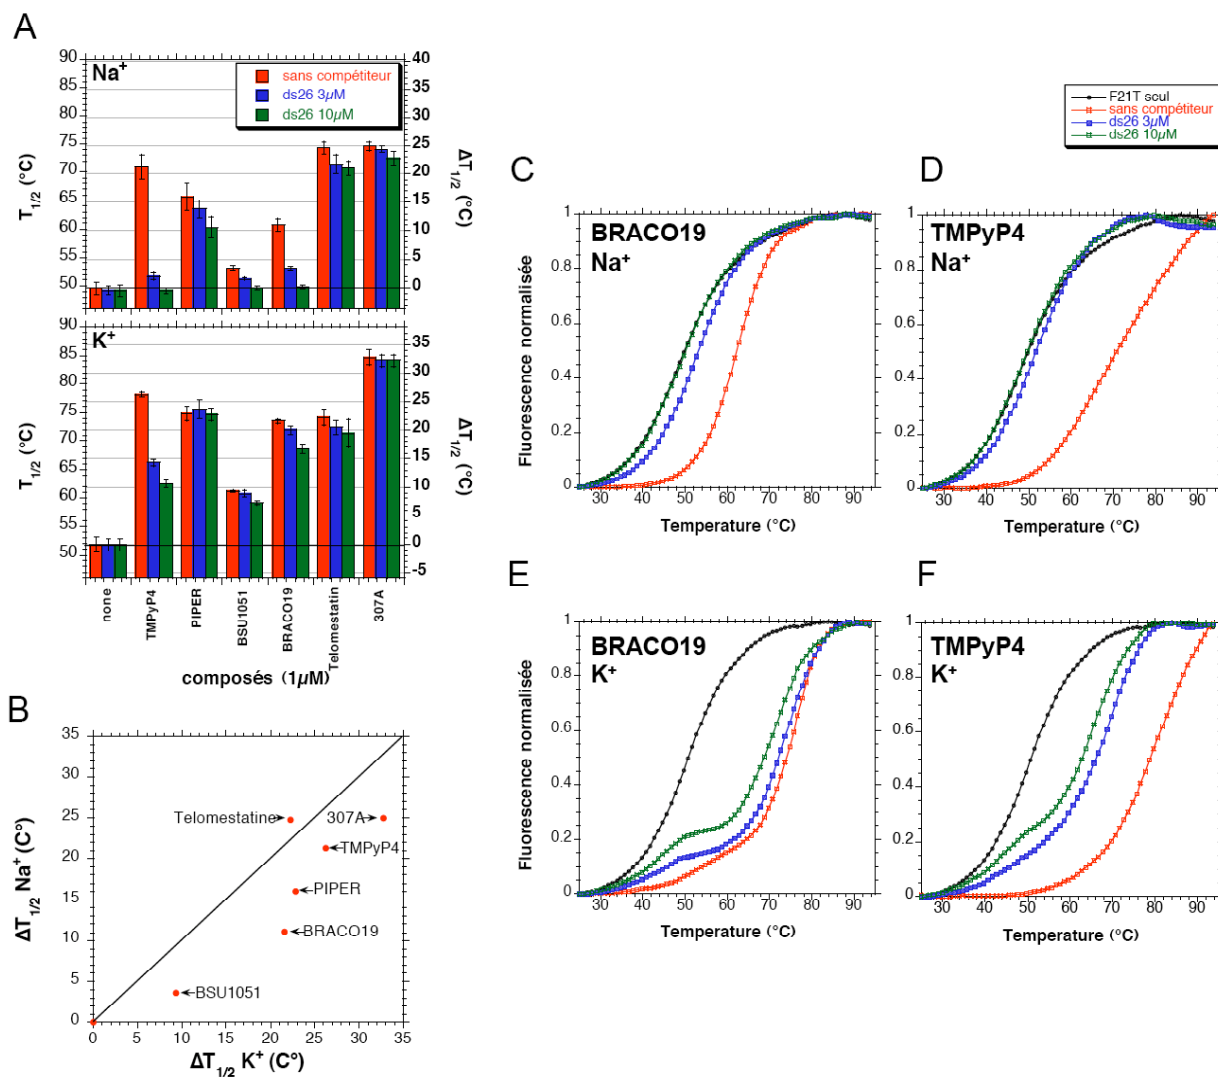 A
Na⁺
sans compétiteur
ds26 3µM
ds26 10µM
90
85
80
75
70
65
60
55
50
T1/2 (°C)
40
35
30
25
20
15
10
5
0
ΔT1/2 (°C)
K⁺
90
85
80
75
70
65
60
55
50
T1/2 (°C)
35
30
25
20
15
10
5
0
-5
ΔT1/2 (°C)
none
TMPyP4
PIPER
BSU1051
BRACO19
Telomestatin
307A
composés (1µM)
B
35
30
25
20
15
10
5
0
ΔT1/2 Na⁺ (C°)
Telomestatine
307A
TMPyP4
PIPER
BRACO19
BSU1051
0 5 10 15 20 25 30 35
ΔT1/2 K⁺ (C°)
F21T seul
sans compétiteur
ds26 3µM
ds26 10µM
C
BRACO19
Na⁺
1
0.8
0.6
0.4
0.2
0
Fluorescence normalisée
30 40 50 60 70 80 90
Temperature (°C)
D
TMPyP4
Na⁺
1
0.8
0.6
0.4
0.2
0
30 40 50 60 70 80 90
Temperature (°C)
E
BRACO19
K⁺
1
0.8
0.6
0.4
0.2
0
Fluorescence normalisée
30 40 50 60 70 80 90
Temperature (°C)
F
TMPyP4
K⁺
1
0.8
0.6
0.4
0.2
0
30 40 50 60 70 80 90
Temperature (°C)